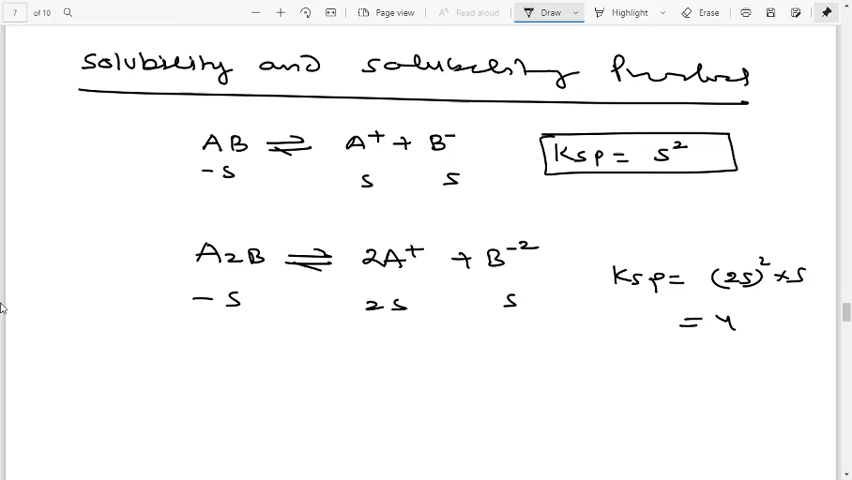 7 of 10 Page view Read aloud Draw Highlight Erase
Solubility and solubility Product
AB ⇌ A+ + B- Ksp = s²
-s s s
A2B ⇌ 2A+ + B-2 Ksp = (2s)² × s
-s 2s s = 4